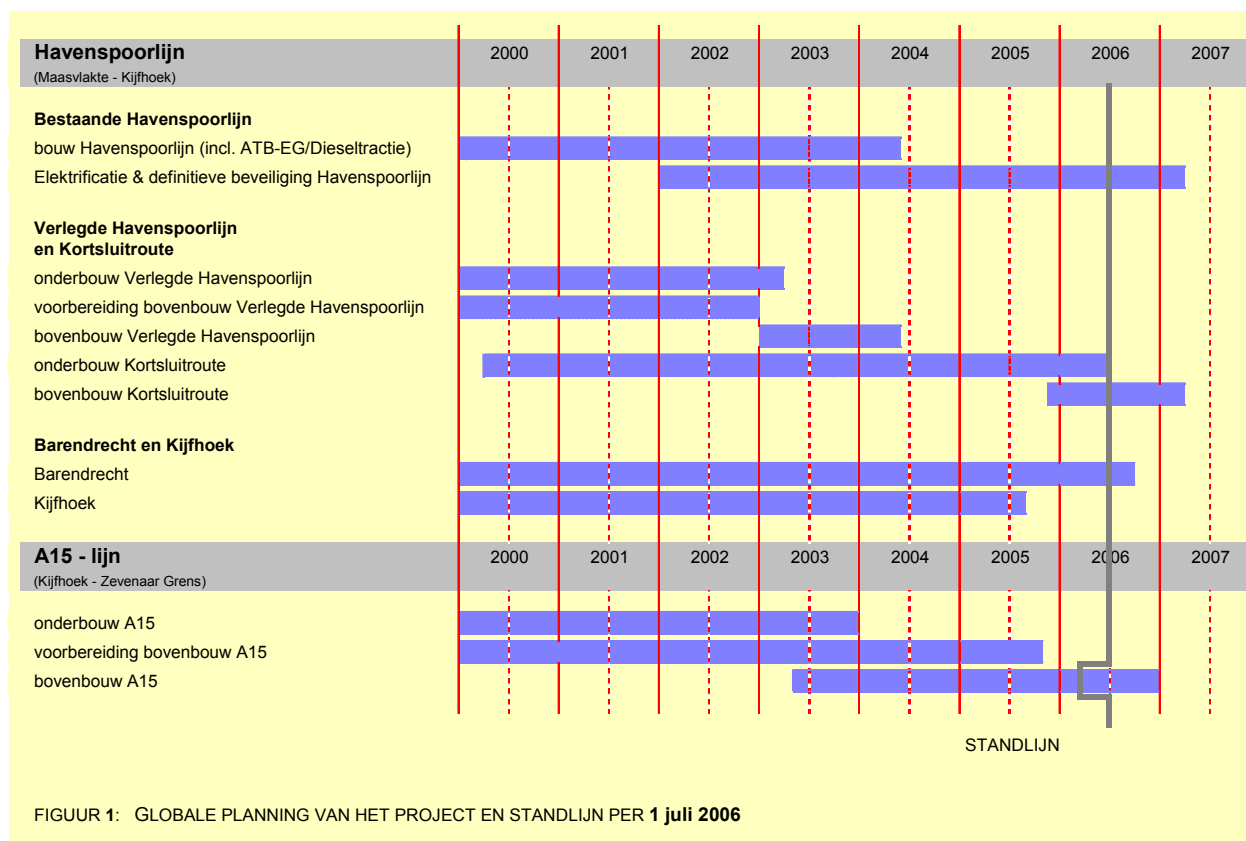 Havenspoorlijn 2000 2001 2002 2003 2004 2005 2006 2007
(Maasvlakte - Kijfhoek)
Bestaande Havenspoorlijn
bouw Havenspoorlijn (incl. ATB-EG/Dieseltractie)
Elektrificatie & definitieve beveiliging Havenspoorlijn
Verlegde Havenspoorlijn
en Kortsluitroute
onderbouw Verlegde Havenspoorlijn
voorbereiding bovenbouw Verlegde Havenspoorlijn
bovenbouw Verlegde Havenspoorlijn
onderbouw Kortsluitroute
bovenbouw Kortsluitroute
Barendrecht en Kijfhoek
Barendrecht
Kijfhoek
A15 - lijn 2000 2001 2002 2003 2004 2005 2006 2007
(Kijfhoek - Zevenaar Grens)
onderbouw A15
voorbereiding bovenbouw A15
bovenbouw A15
STANDLIJN
FIGUUR 1: GLOBALE PLANNING VAN HET PROJECT EN STANDLIJN PER 1 juli 2006